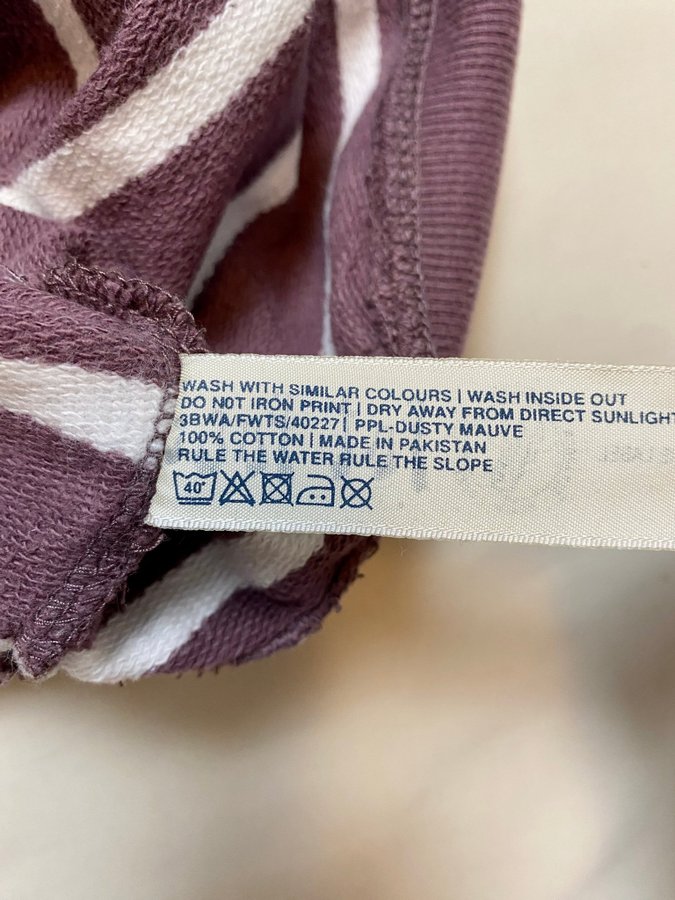 WASH WITH SIMILAR COLOURS | WASH INSIDE OUT
DO NOT IRON PRINT | DRY AWAY FROM DIRECT SUNLIGHT
3BWA/FWTS/40227 | PPL-DUSTY MAUVE
100% COTTON | MADE IN PAKISTAN
RULE THE WATER RULE THE SLOPE
40°